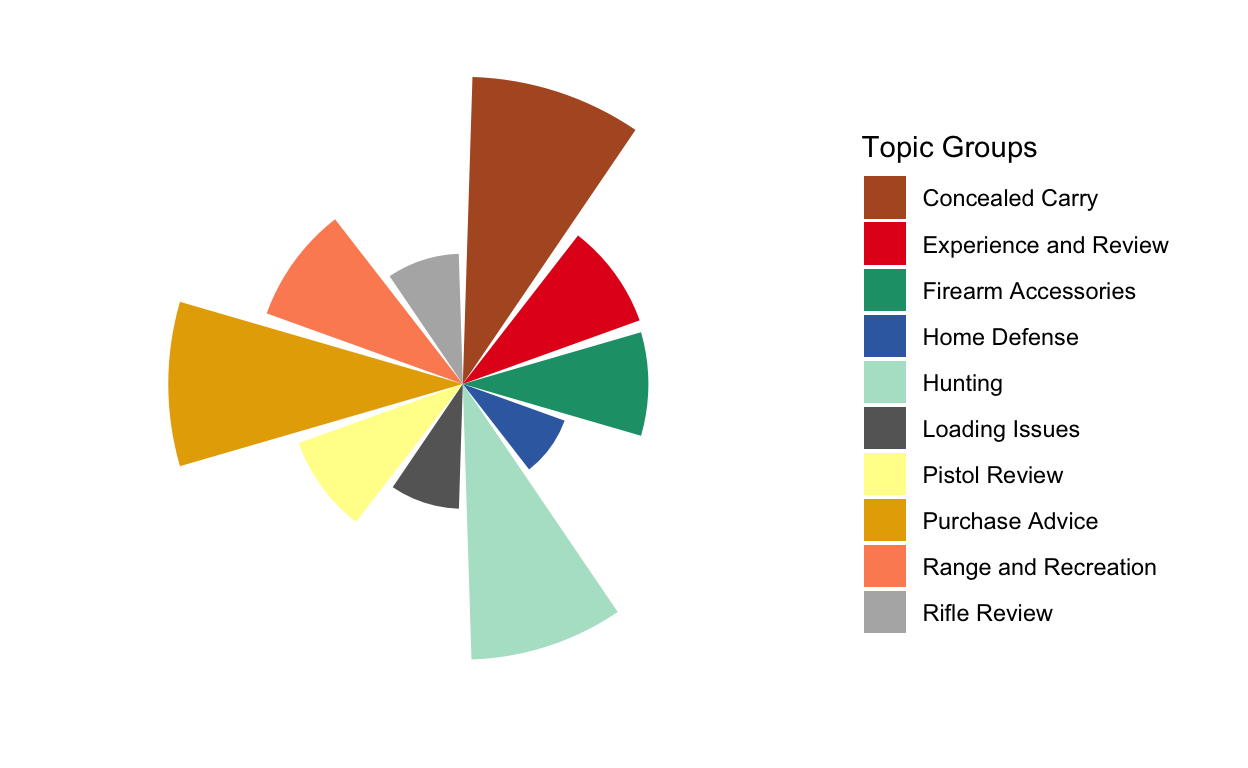 Topic Groups
Concealed Carry
Experience and Review
Firearm Accessories
Home Defense
Hunting
Loading Issues
Pistol Review
Purchase Advice
Range and Recreation
Rifle Review